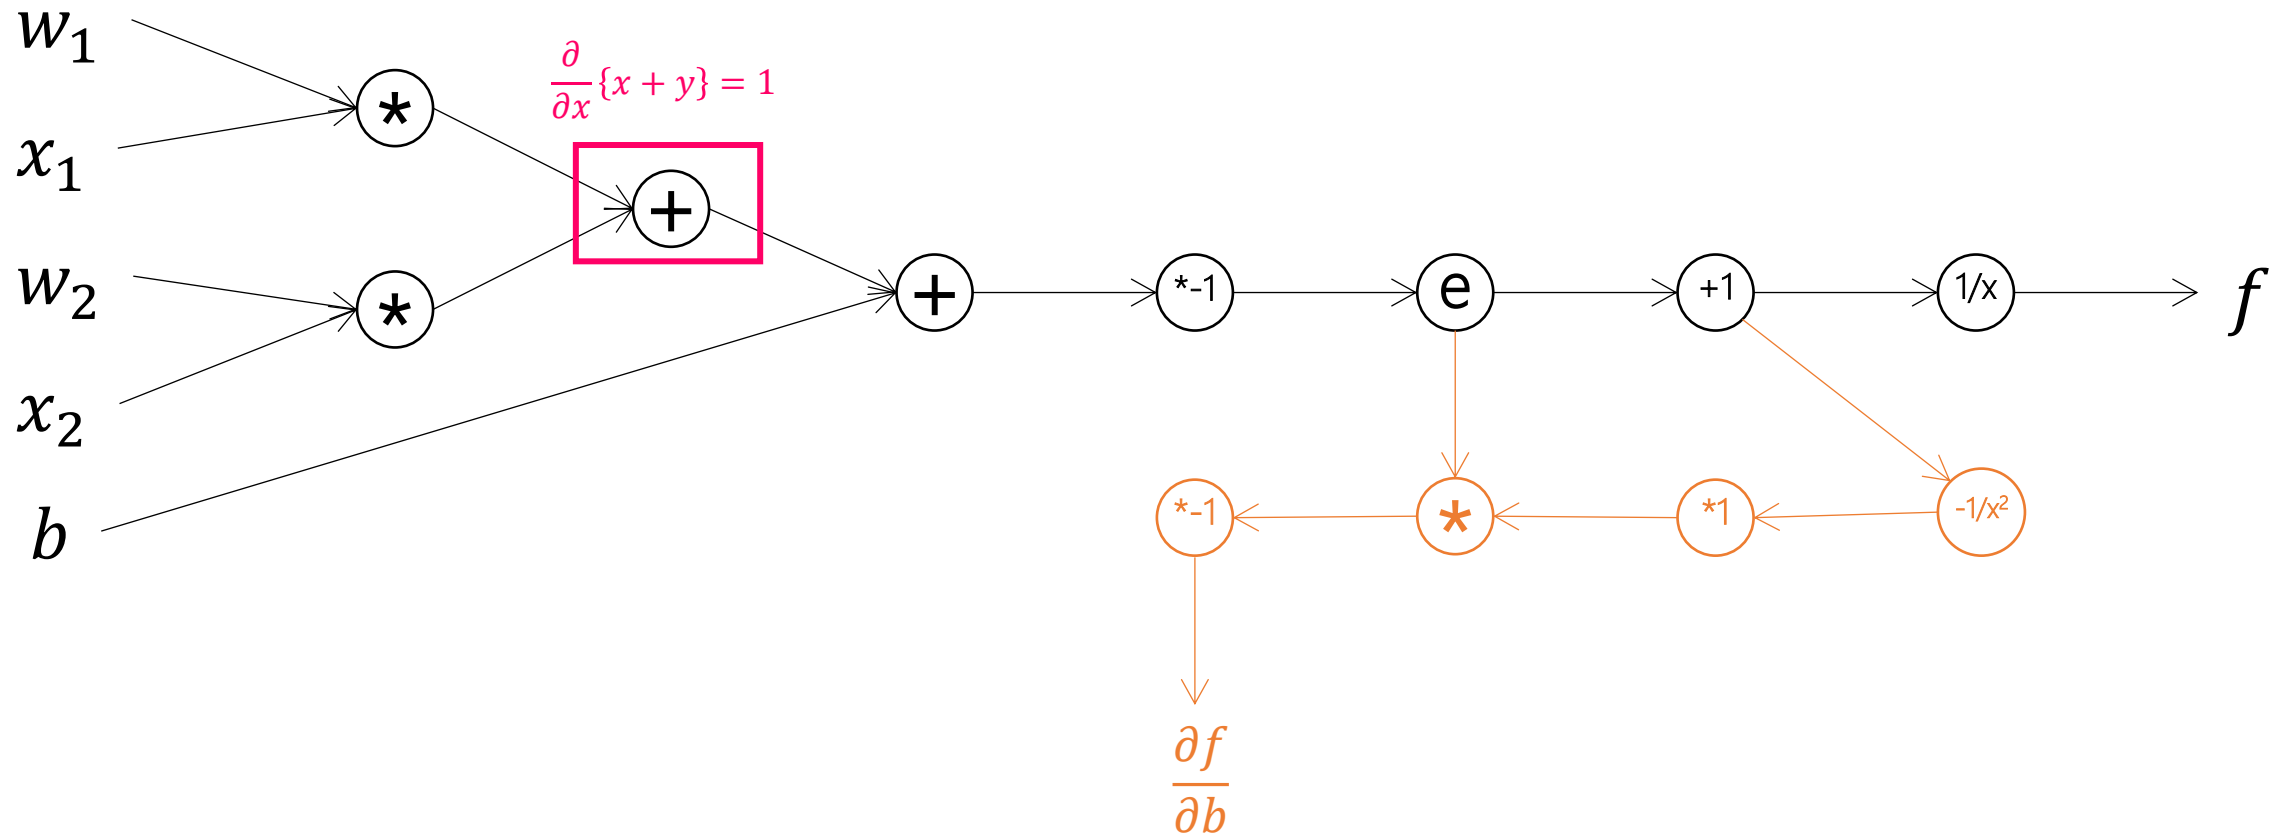 w₁
∂/∂x {x + y} = 1
*
x₁
+
w₂
*
+
*-1
e
+1
1/x
f
x₂
b
*-1
*
*1
-1/x²
∂f/∂b